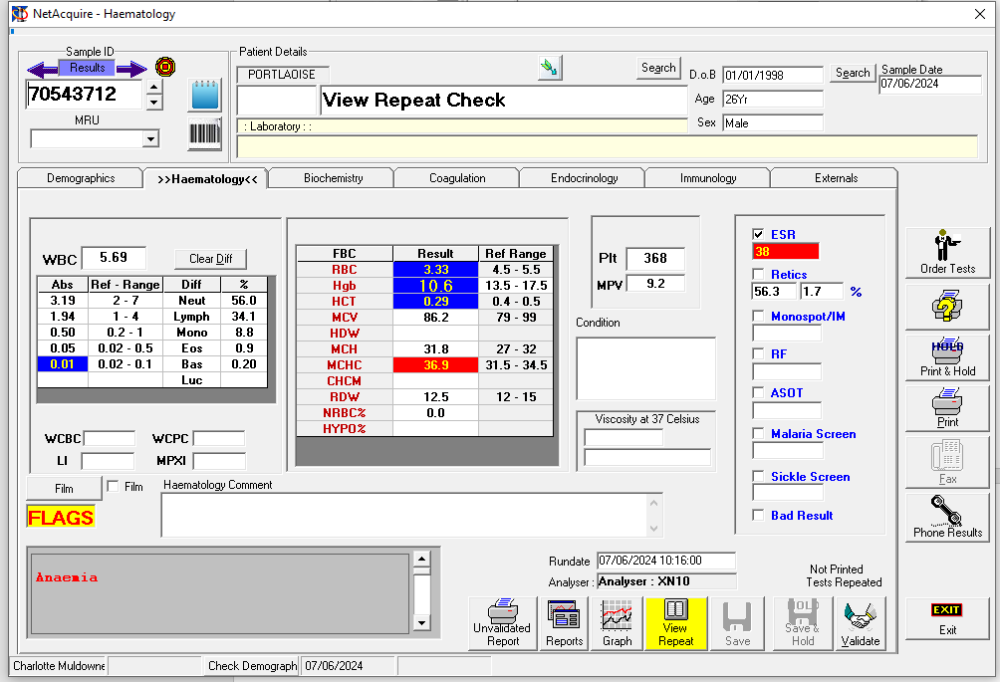 NetAcquire - Haematology
Sample ID
Results
70543712
MRU
Patient Details
PORTLAOISE
Search
D.o.B 01/01/1998
Search
Sample Date
07/06/2024
View Repeat Check
Age 26Yr
: Laboratory : :
Sex Male
Demographics
>>Haematology<<
Biochemistry
Coagulation
Endocrinology
Immunology
Externals
WBC 5.69
Clear Diff
Abs Ref - Range Diff %
3.19 2 - 7 Neut 56.0
1.94 1 - 4 Lymph 34.1
0.50 0.2 - 1 Mono 8.8
0.05 0.02 - 0.5 Eos 0.9
0.01 0.02 - 0.1 Bas 0.20
Luc
WCBC WCPC
LI MPXI
FBC Result Ref Range
RBC 3.33 4.5 - 5.5
Hgb 10.6 13.5 - 17.5
HCT 0.29 0.4 - 0.5
MCV 86.2 79 - 99
HDW
MCH 31.8 27 - 32
MCHC 36.9 31.5 - 34.5
CHCM
RDW 12.5 12 - 15
NRBC% 0.0
HYPO%
Plt 368
MPV 9.2
Condition
Viscosity at 37 Celsius
ESR
38
Retics
56.3 1.7 %
Monospot/IM
RF
ASOT
Malaria Screen
Sickle Screen
Bad Result
Order Tests
HOLD
Print & Hold
Print
Fax
Phone Results
EXIT
Exit
Film
Film
Haematology Comment
FLAGS
Anaemia
Rundate 07/06/2024 10:16:00
Analyser : Analyser : XN10
Not Printed
Tests Repeated
Unvalidated
Report
Reports
Graph
View
Repeat
Save
HOLD
Save &
Hold
Validate
Charlotte Muldowne
Check Demograph
07/06/2024